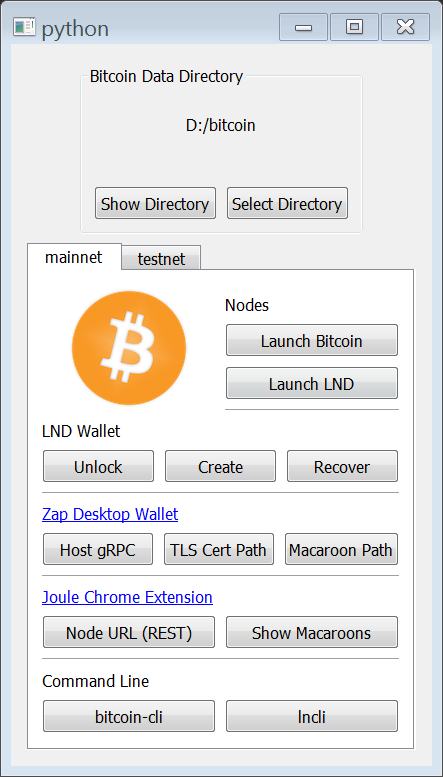 python
Bitcoin Data Directory
D:/bitcoin
Show Directory Select Directory
mainnet testnet
Nodes
Launch Bitcoin
Launch LND
LND Wallet
Unlock Create Recover
Zap Desktop Wallet
Host gRPC TLS Cert Path Macaroon Path
Joule Chrome Extension
Node URL (REST) Show Macaroons
Command Line
bitcoin-cli lncli